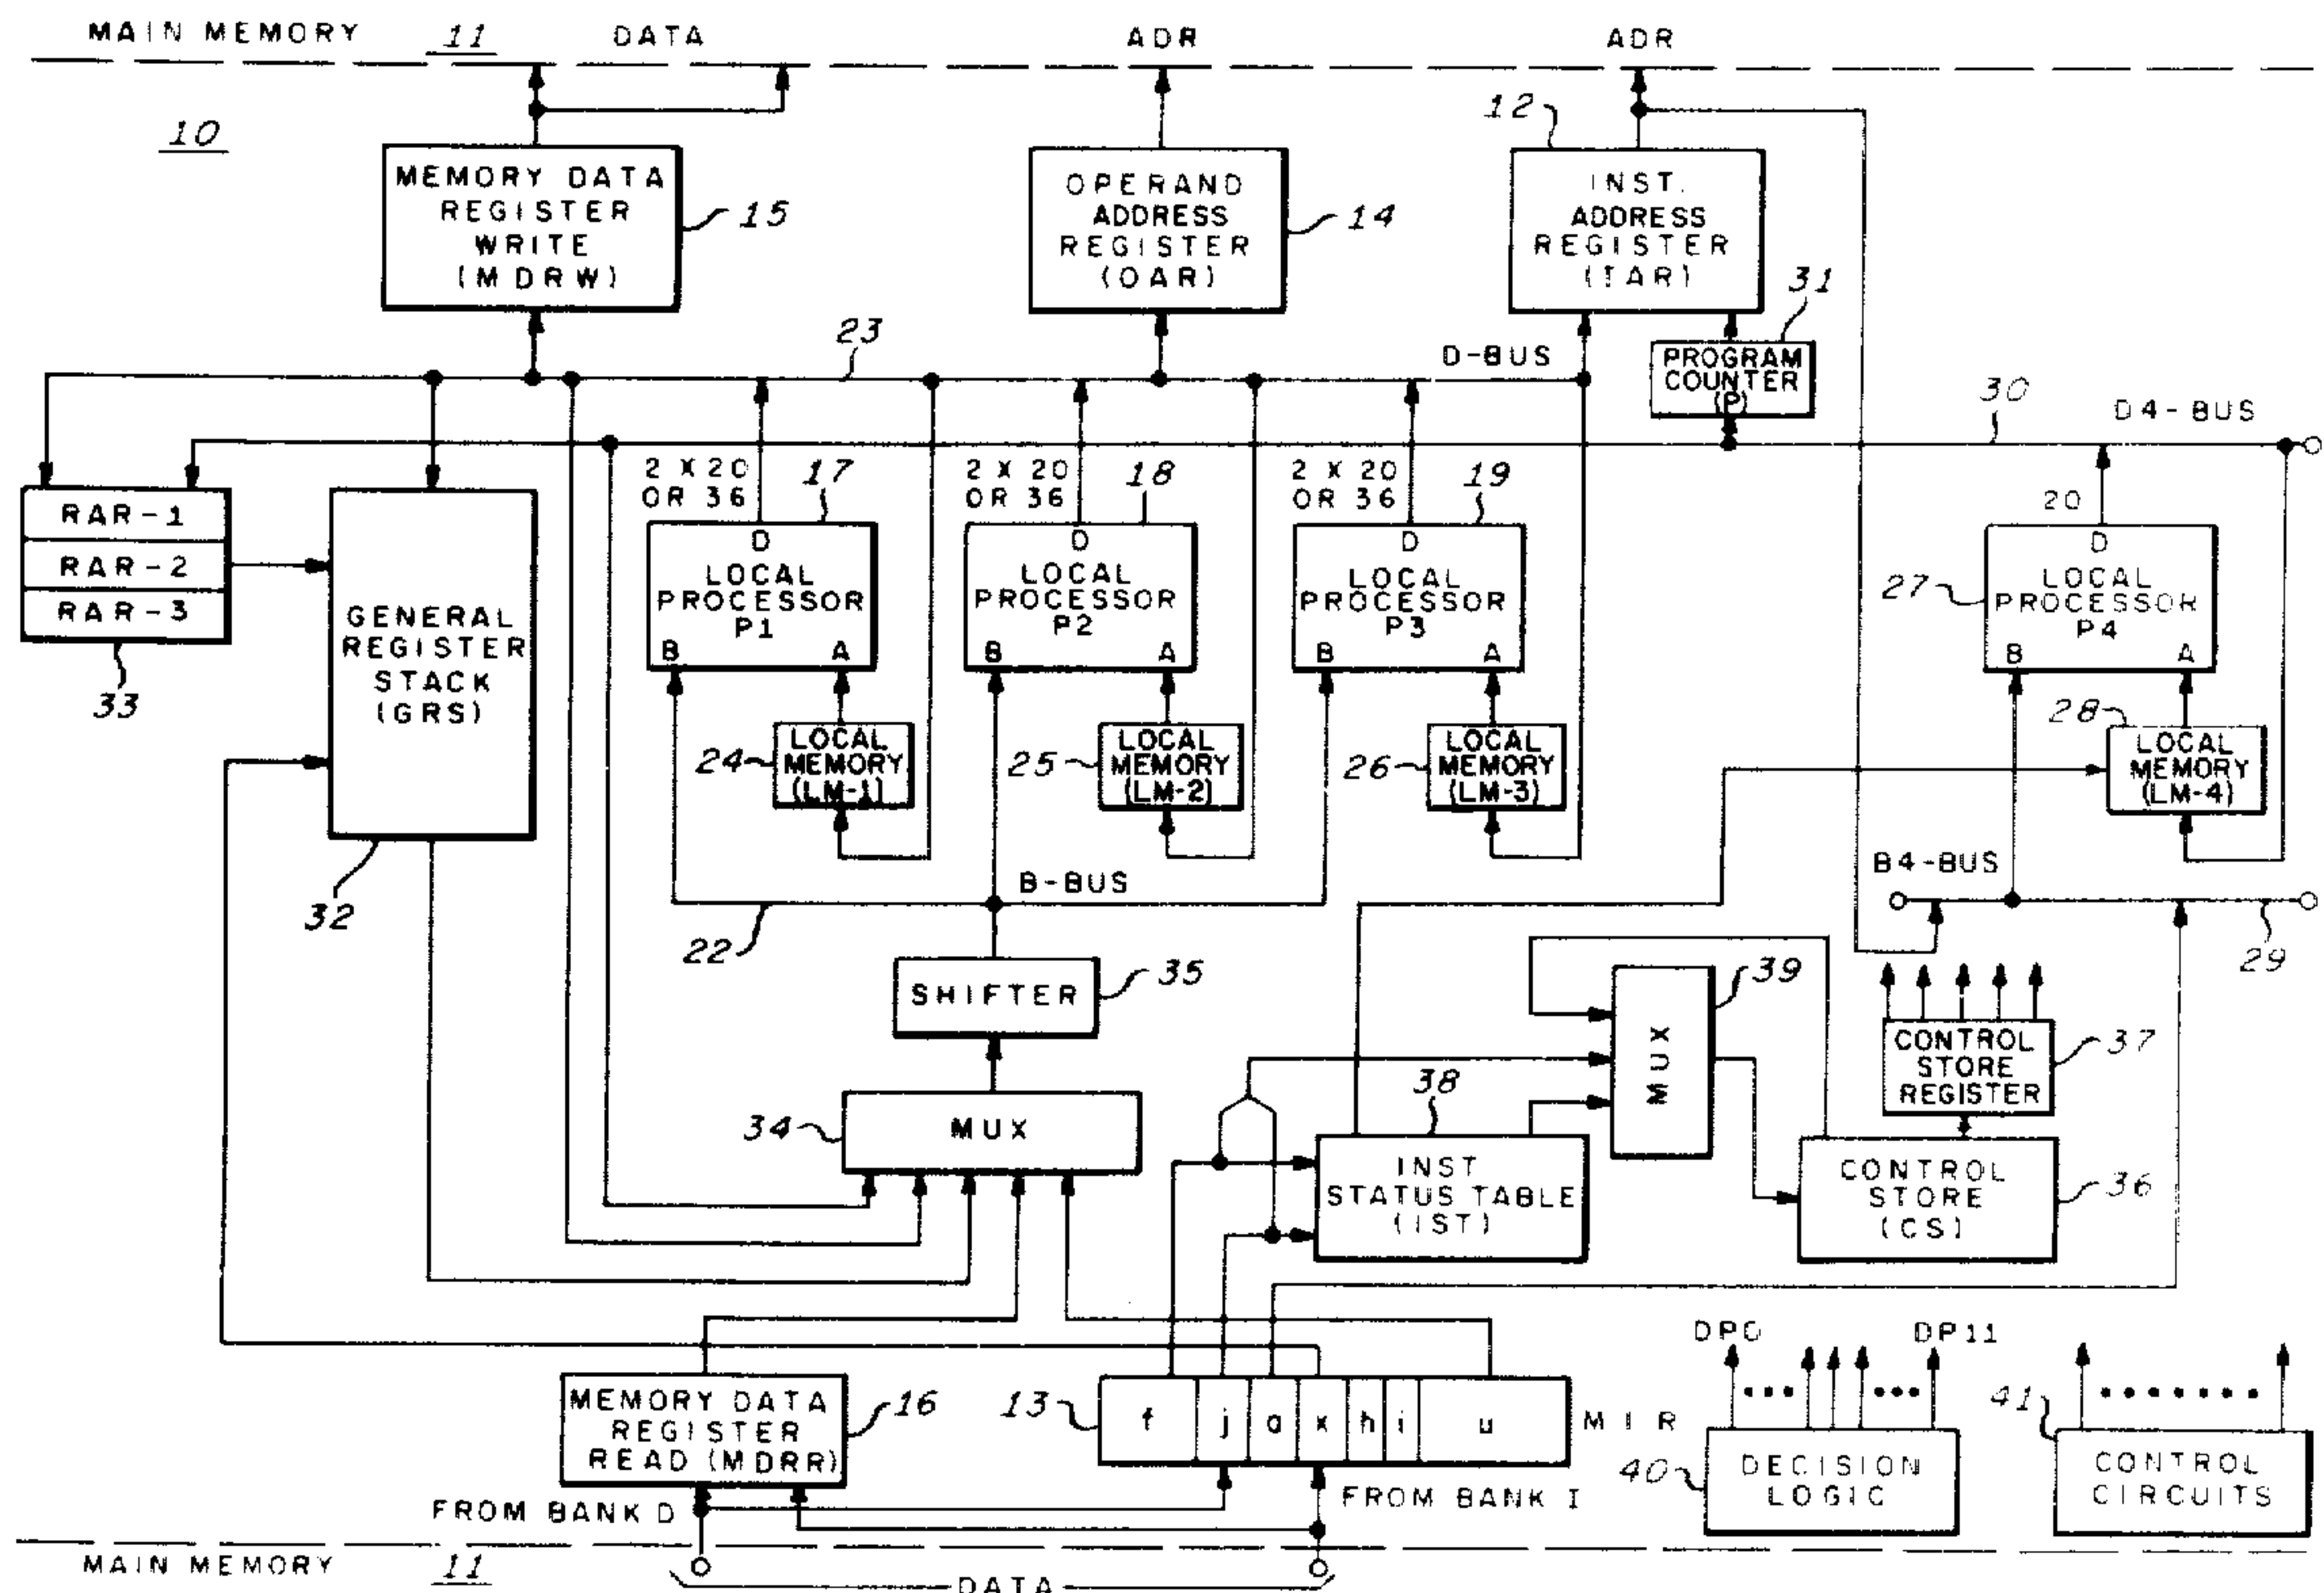 MAIN MEMORY 11 DATA ADR ADR
10
MEMORY DATA
REGISTER
WRITE
(MDRW)
15
OPERAND
ADDRESS
REGISTER
(OAR)
14
12
INST.
ADDRESS
REGISTER
(IAR)
31
PROGRAM
COUNTER
(P)
23
D-BUS
30
D4-BUS
RAR-1
RAR-2
RAR-3
33
GENERAL
REGISTER
STACK
(GRS)
32
2 X 20
OR 36
17
D
LOCAL
PROCESSOR
P1
B A
2 X 20
OR 36
18
D
LOCAL
PROCESSOR
P2
B A
2 X 20
OR 36
19
D
LOCAL
PROCESSOR
P3
B A
20
27
D
LOCAL
PROCESSOR
P4
B A
24
LOCAL
MEMORY
(LM-1)
25
LOCAL
MEMORY
(LM-2)
26
LOCAL
MEMORY
(LM-3)
28
LOCAL
MEMORY
(LM-4)
B-BUS
22
B4-BUS
29
SHIFTER
35
MUX
34
MUX
39
38
INST
STATUS TABLE
(IST)
CONTROL
STORE
REGISTER
37
CONTROL
STORE
(CS)
36
MEMORY DATA
REGISTER
READ (MDRR)
16
13
f j a x h i u
MIR
DP0 DP11
40
DECISION
LOGIC
41
CONTROL
CIRCUITS
FROM BANK D
FROM BANK I
MAIN MEMORY 11
DATA